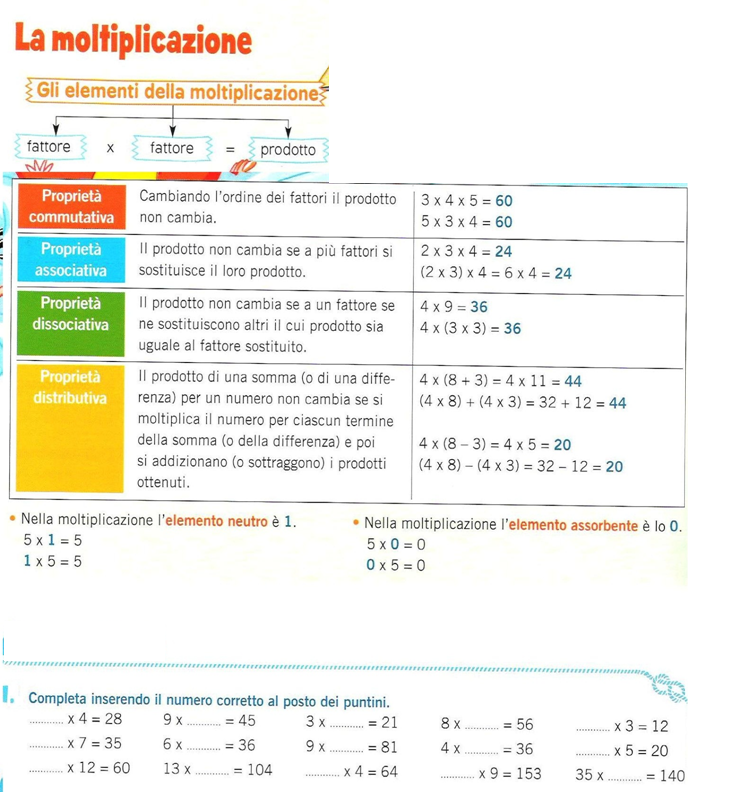 La moltiplicazione
Gli elementi della moltiplicazione
fattore x fattore = prodotto
Proprietà commutativa
Cambiando l'ordine dei fattori il prodotto
non cambia.
3 x 4 x 5 = 60
5 x 3 x 4 = 60
Proprietà associativa
Il prodotto non cambia se a più fattori si
sostituisce il loro prodotto.
2 x 3 x 4 = 24
(2 x 3) x 4 = 6 x 4 = 24
Proprietà dissociativa
Il prodotto non cambia se a un fattore se
ne sostituiscono altri il cui prodotto sia
uguale al fattore sostituito.
4 x 9 = 36
4 x (3 x 3) = 36
Proprietà distributiva
Il prodotto di una somma (o di una diffe-
renza) per un numero non cambia se si
moltiplica il numero per ciascun termine
della somma (o della differenza) e poi
si addizionano (o sottraggono) i prodotti
ottenuti.
4 x (8 + 3) = 4 x 11 = 44
(4 x 8) + (4 x 3) = 32 + 12 = 44
4 x (8 – 3) = 4 x 5 = 20
(4 x 8) – (4 x 3) = 32 – 12 = 20
• Nella moltiplicazione l'elemento neutro è 1.
5 x 1 = 5
1 x 5 = 5
• Nella moltiplicazione l'elemento assorbente è lo 0.
5 x 0 = 0
0 x 5 = 0
Completa inserendo il numero corretto al posto dei puntini.
........... x 4 = 28 9 x ........... = 45 3 x ........... = 21 8 x ........... = 56 ........... x 3 = 12
........... x 7 = 35 6 x ........... = 36 9 x ........... = 81 4 x ........... = 36 ........... x 5 = 20
........... x 12 = 60 13 x ........... = 104 ........... x 4 = 64 ........... x 9 = 153 35 x ........... = 140